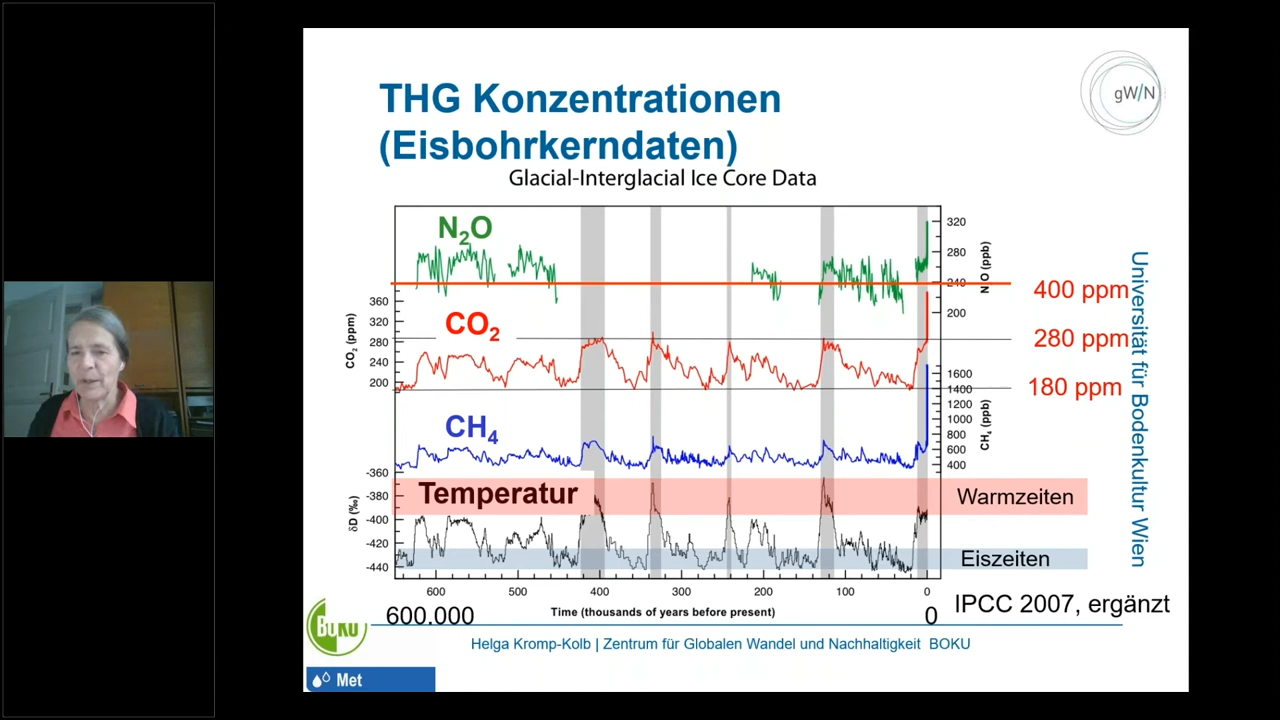 THG Konzentrationen
(Eisbohrkerndaten)
gW/N
Glacial-Interglacial Ice Core Data
N2O
320
280
240
200
N O (ppb)
400 ppm
360
320
280
240
200
CO2 (ppm)
CO2
280 ppm
180 ppm
1600
1400
1200
1000
800
600
400
CH4 (ppb)
CH4
-360
-380
-400
-420
-440
δD (‰)
Temperatur
Warmzeiten
Eiszeiten
600 500 400 300 200 100 0
600.000
Time (thousands of years before present)
0
IPCC 2007, ergänzt
Universität für Bodenkultur Wien
BOKU
Helga Kromp-Kolb | Zentrum für Globalen Wandel und Nachhaltigkeit BOKU
Met